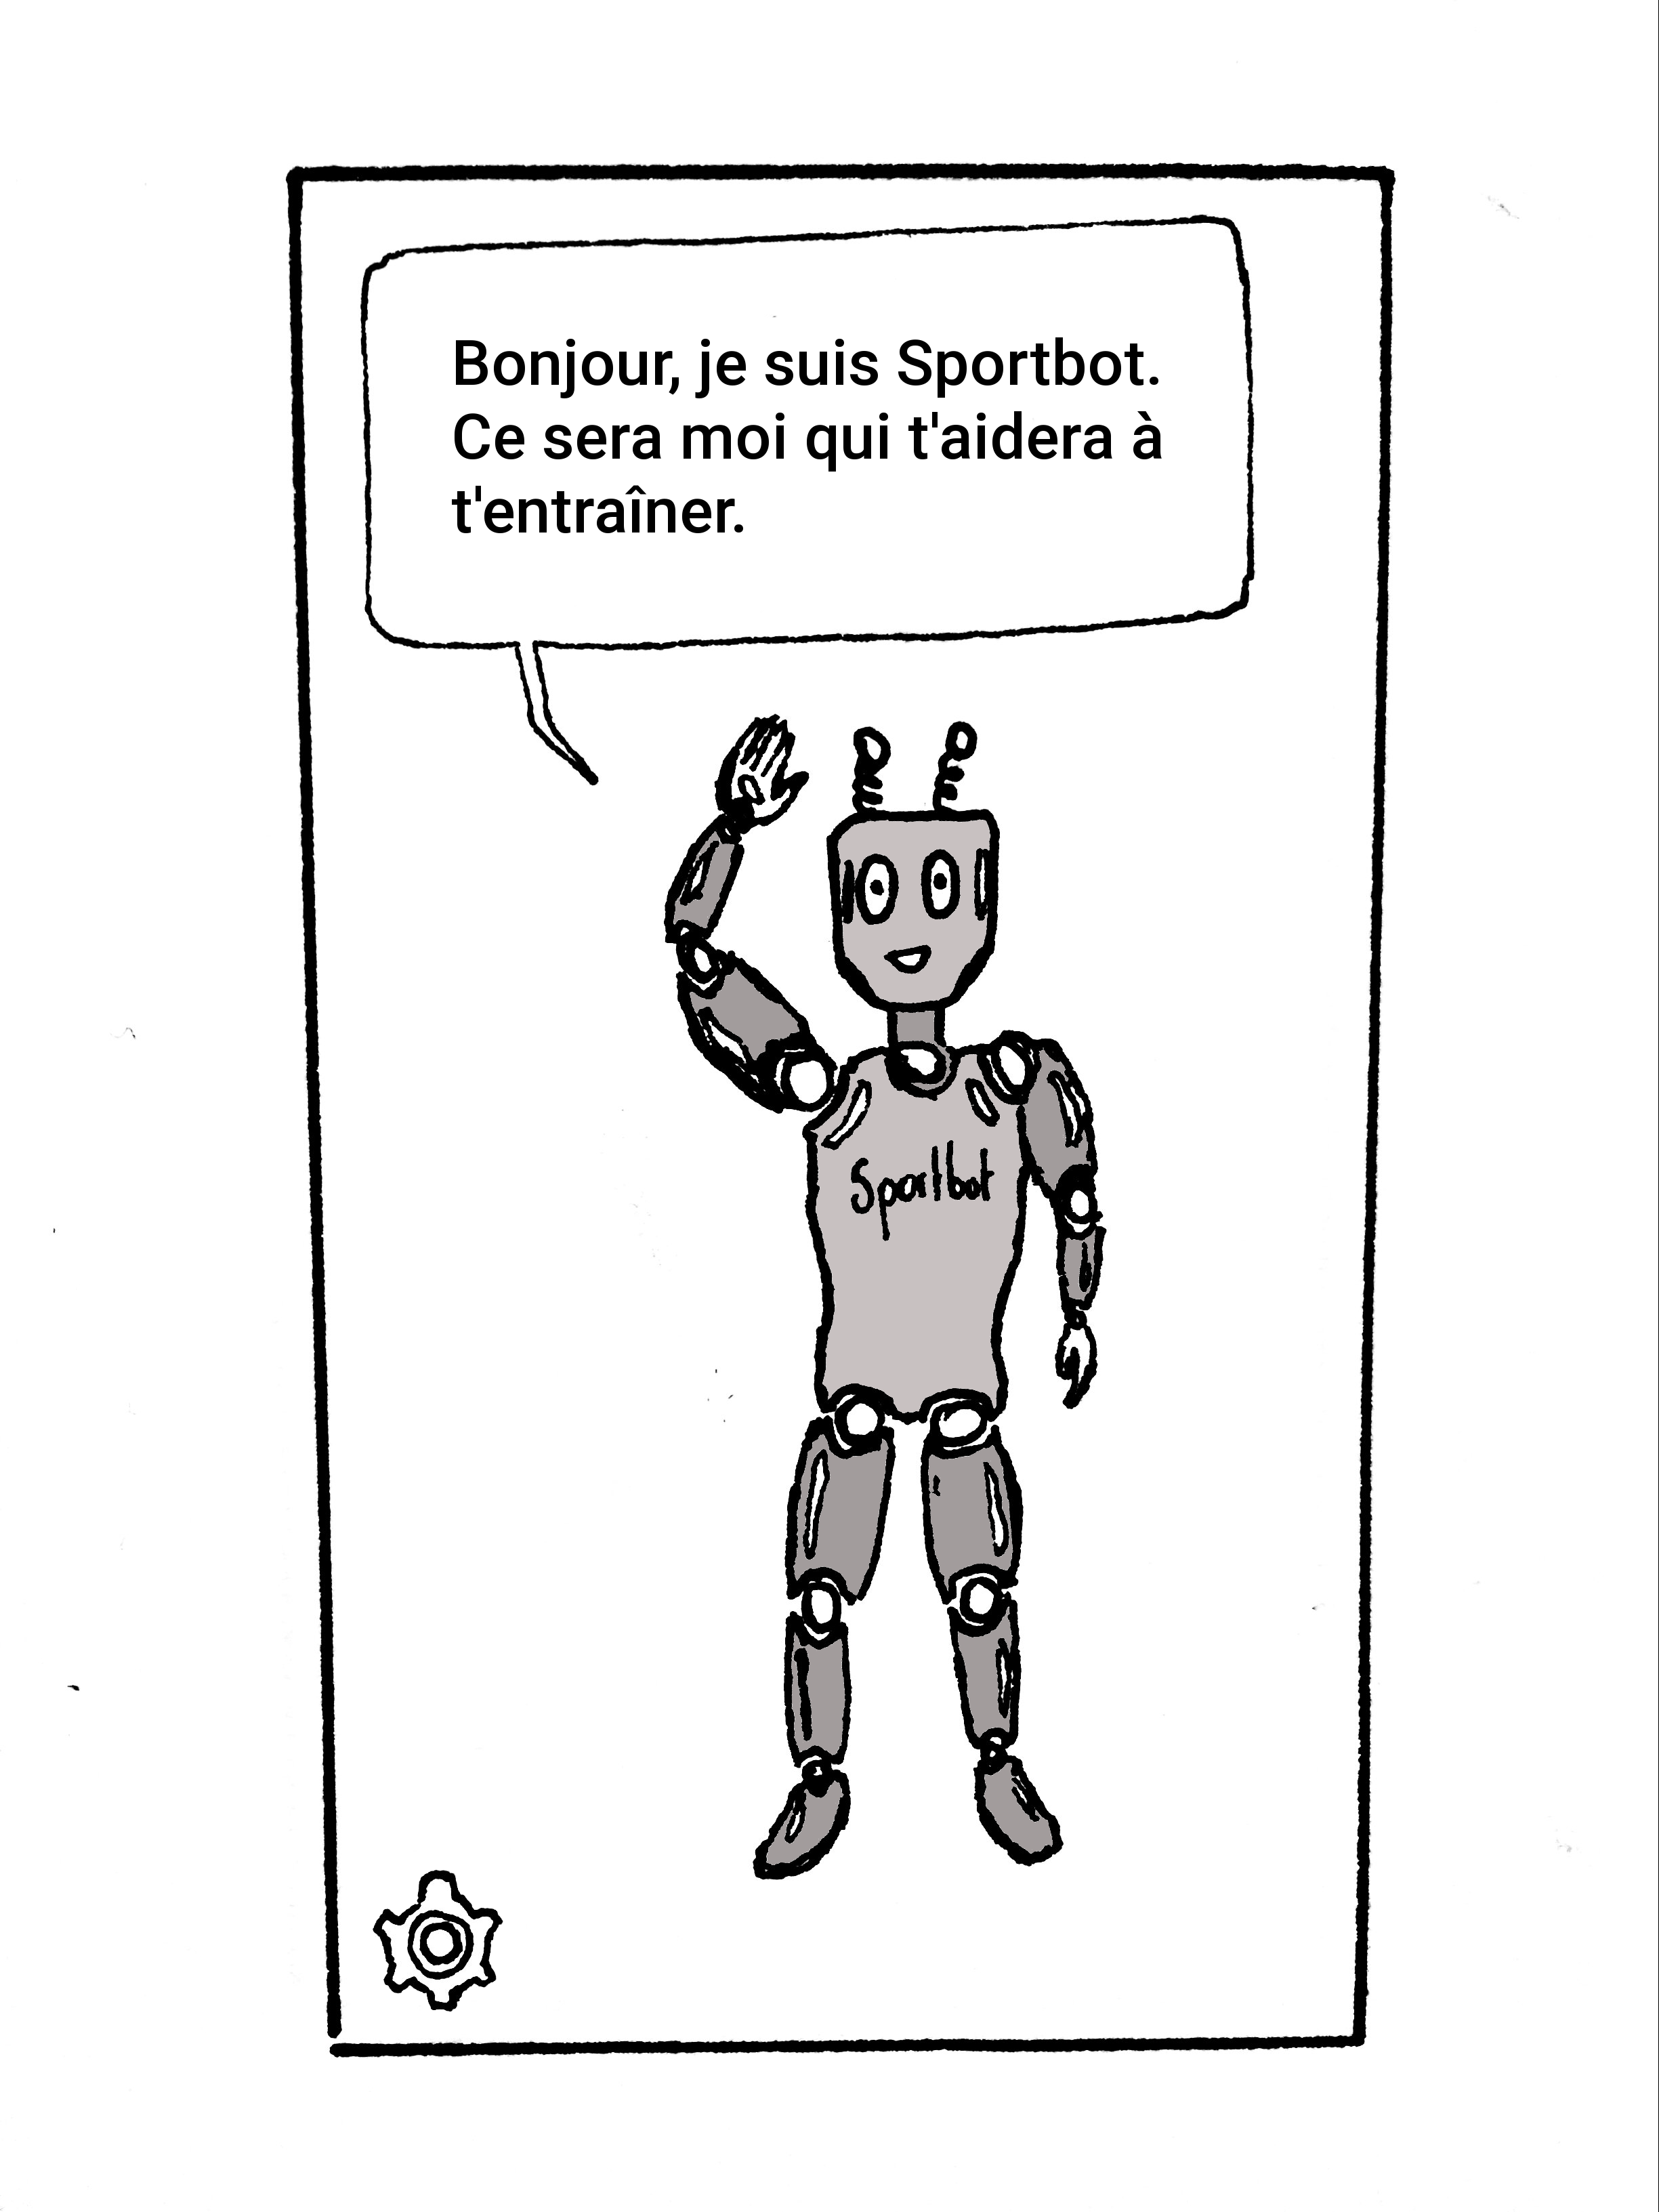 Bonjour, je suis Sportbot.
Ce sera moi qui t'aidera à
t'entraîner.
Sportbot